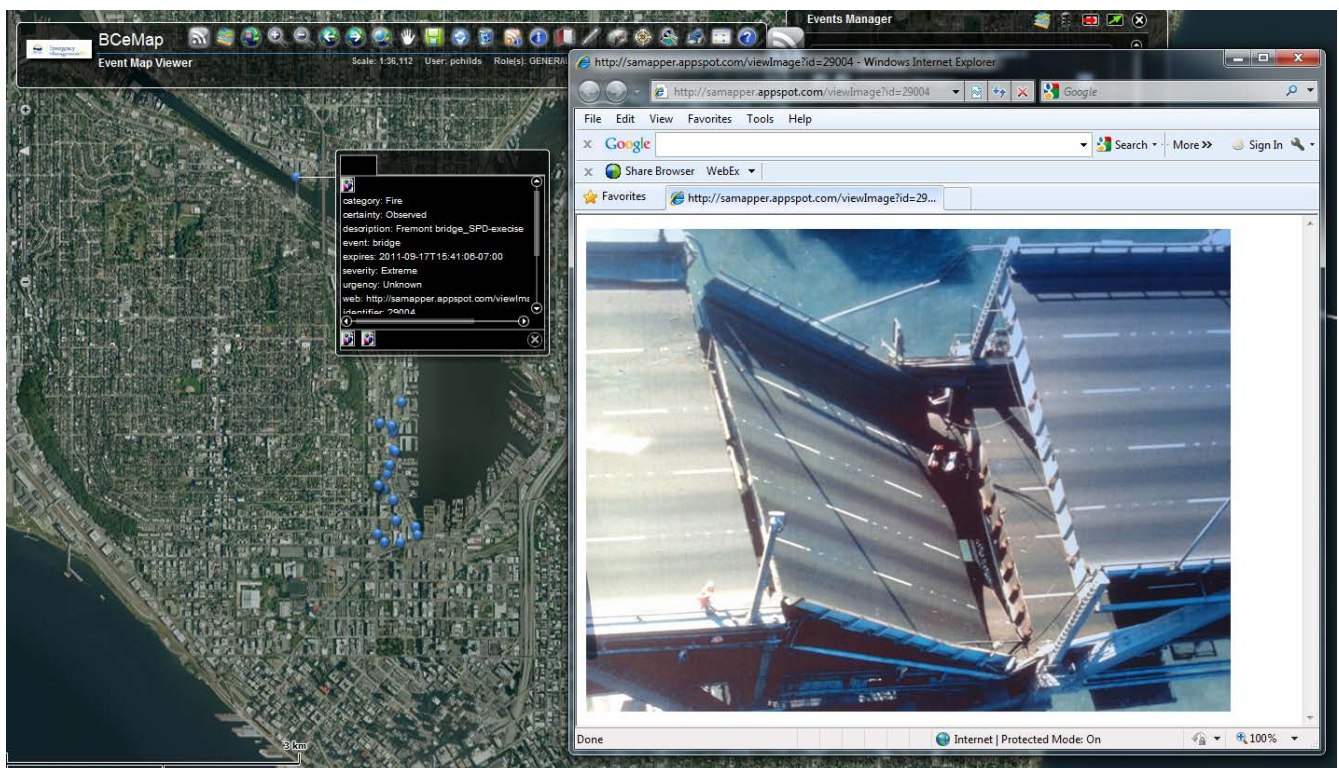 Emergency
Management
BCeMap
Event Map Viewer
Scale: 1:36,112 User: pchilds Role(s): GENERAL
Events Manager
category: Fire
certainty: Observed
description: Fremont bridge_SPD-execise
event: bridge
expires: 2011-09-17T15:41:06-07:00
severity: Extreme
urgency: Unknown
web: http://samapper.appspot.com/viewIma
identifier: 29004
3 km
http://samapper.appspot.com/viewImage?id=29004 - Windows Internet Explorer
http://samapper.appspot.com/viewImage?id=29004
Google
File Edit View Favorites Tools Help
x Google Search More >> Sign In
x Share Browser WebEx
Favorites http://samapper.appspot.com/viewImage?id=29...
Done Internet | Protected Mode: On 100%